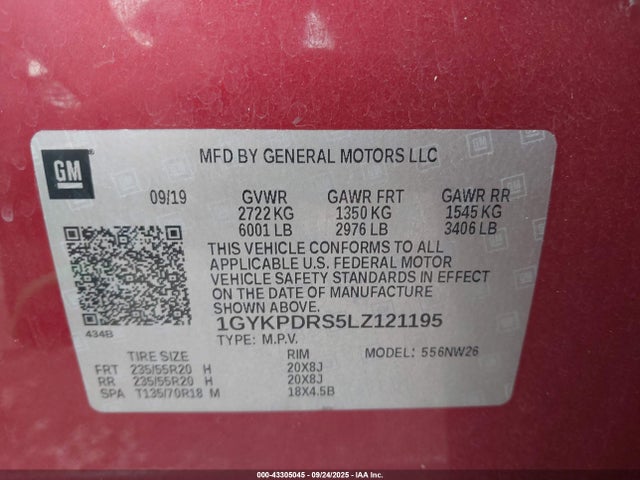 GM
MFD BY GENERAL MOTORS LLC
09/19 GVWR GAWR FRT GAWR RR
2722 KG 1350 KG 1545 KG
6001 LB 2976 LB 3406 LB
THIS VEHICLE CONFORMS TO ALL
APPLICABLE U.S. FEDERAL MOTOR
VEHICLE SAFETY STANDARDS IN EFFECT
ON THE DATE OF MANUFACTURE
SHOWN ABOVE.
434B
1GYKPDRS5LZ121195
TYPE: M.P.V. MODEL: 556NW26
TIRE SIZE RIM
FRT 235/55R20 H 20X8J
RR 235/55R20 H 20X8J
SPA T135/70R18 M 18X4.5B
000-43305045 - 09/24/2025 - IAA Inc.